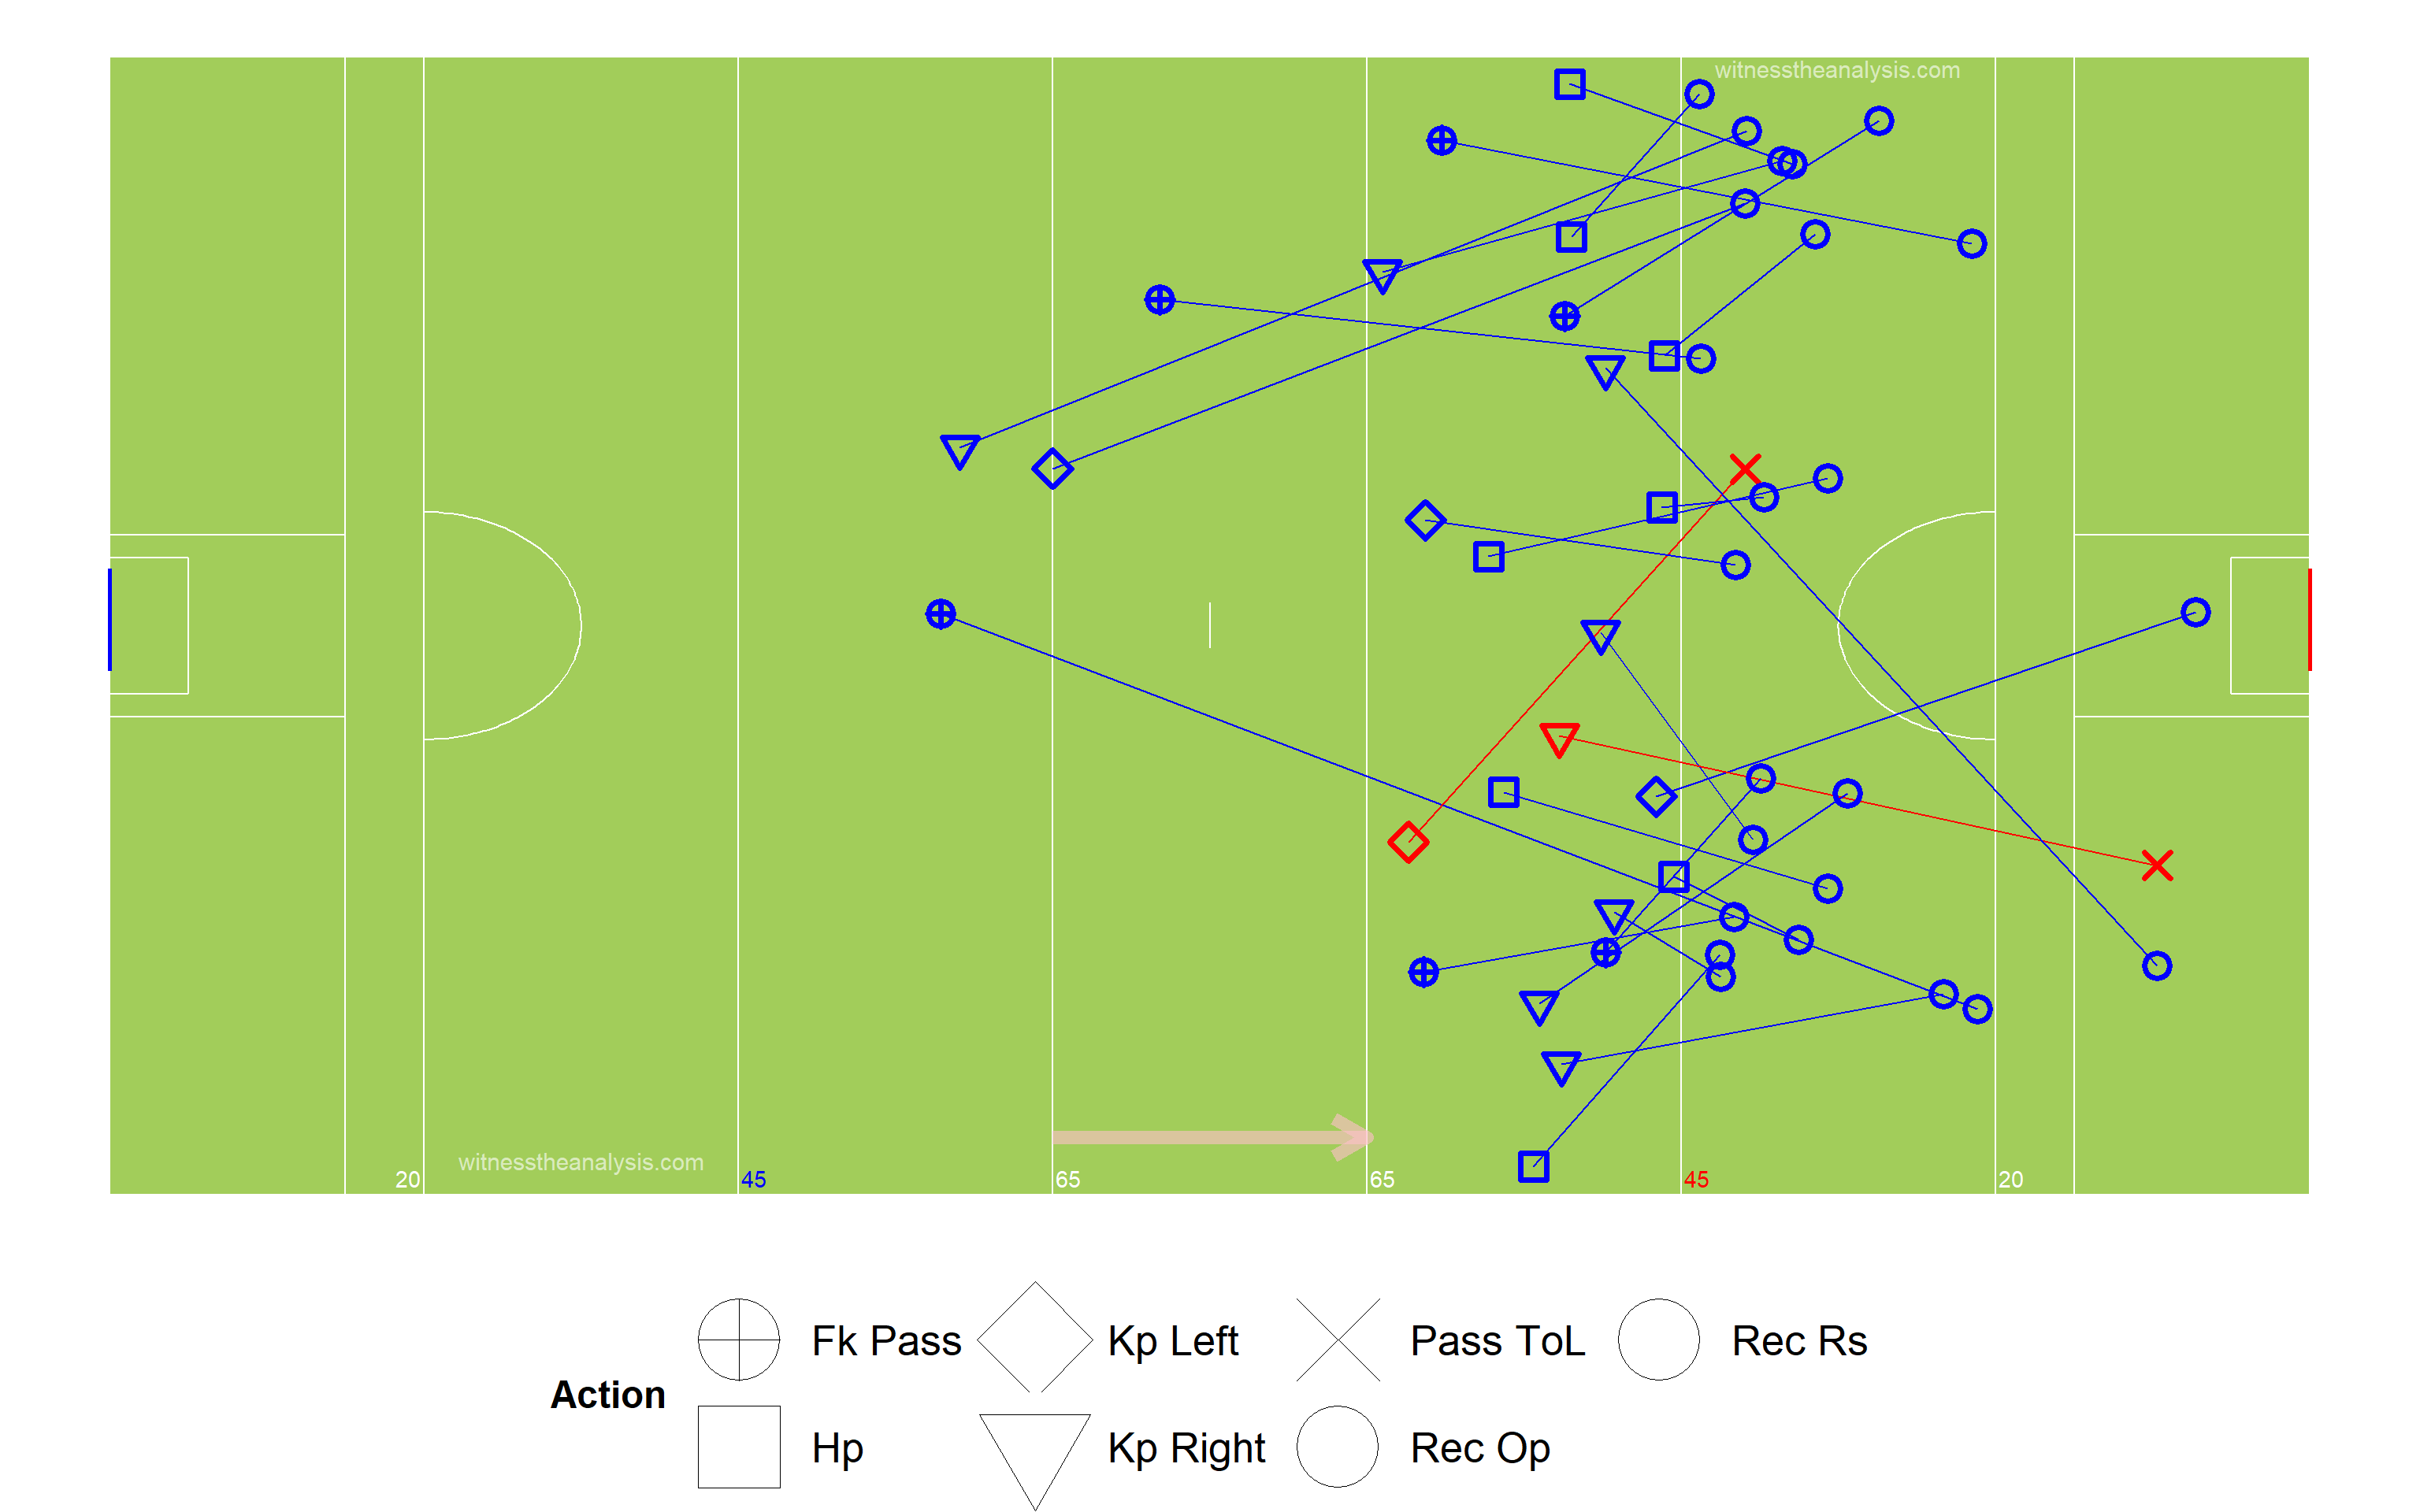 witnesstheanalysis.com
witnesstheanalysis.com
20 45 65 65 45 20
Action
Fk Pass Kp Left Pass ToL Rec Rs
Hp Kp Right Rec Op